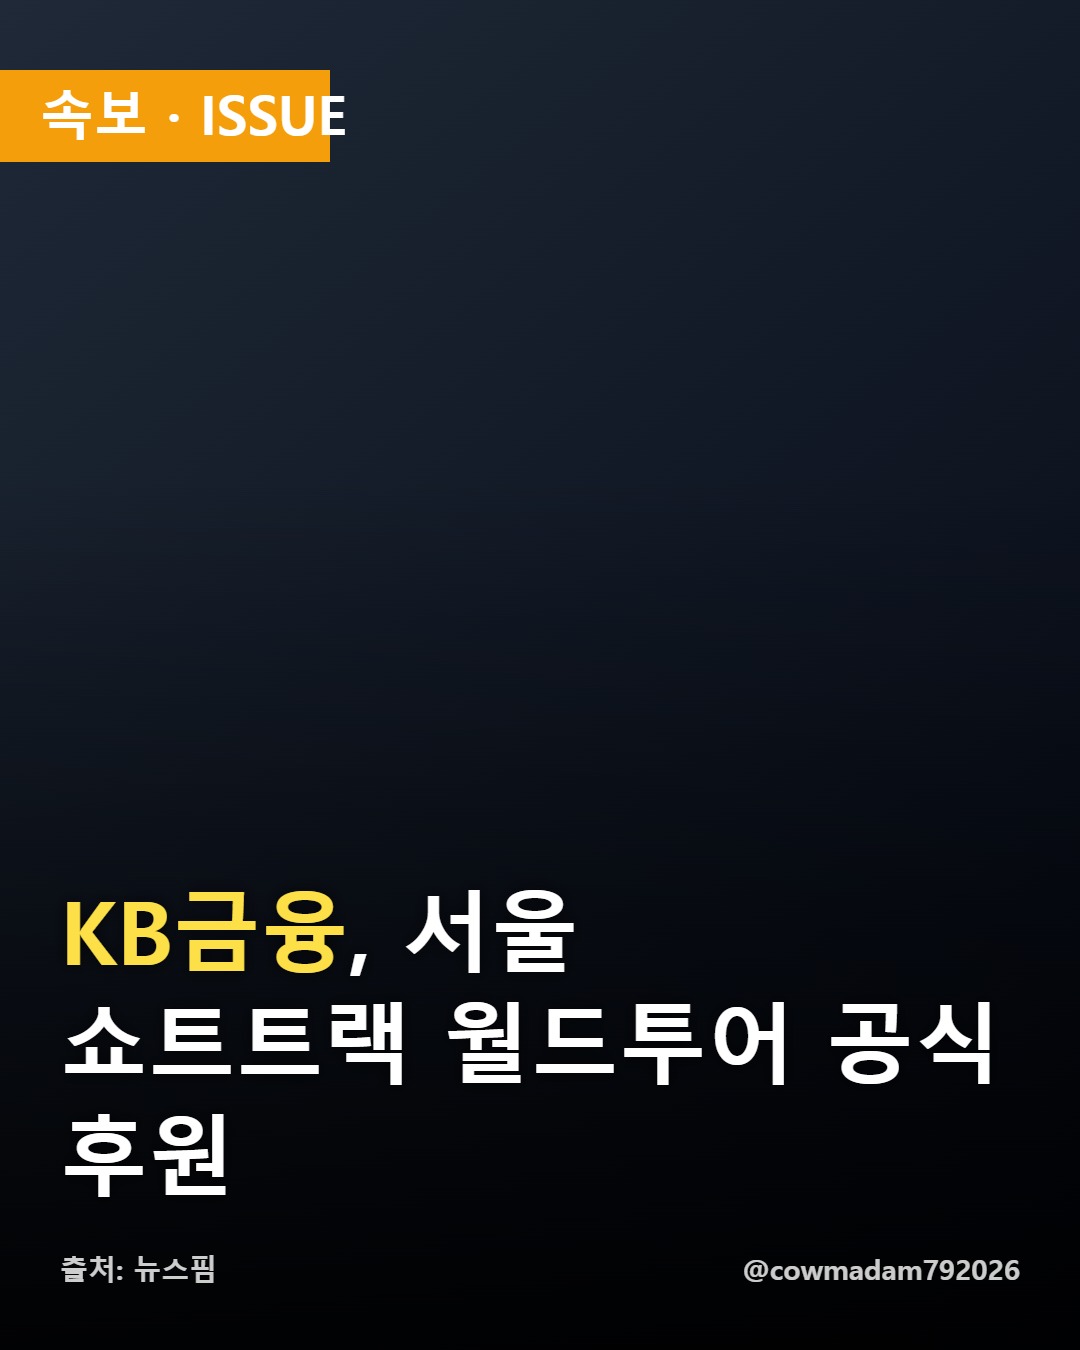 속보 · ISSUE
KB금융, 서울
쇼트트랙 월드투어 공식
후원
출처: 뉴스핌
@cowmadam792026